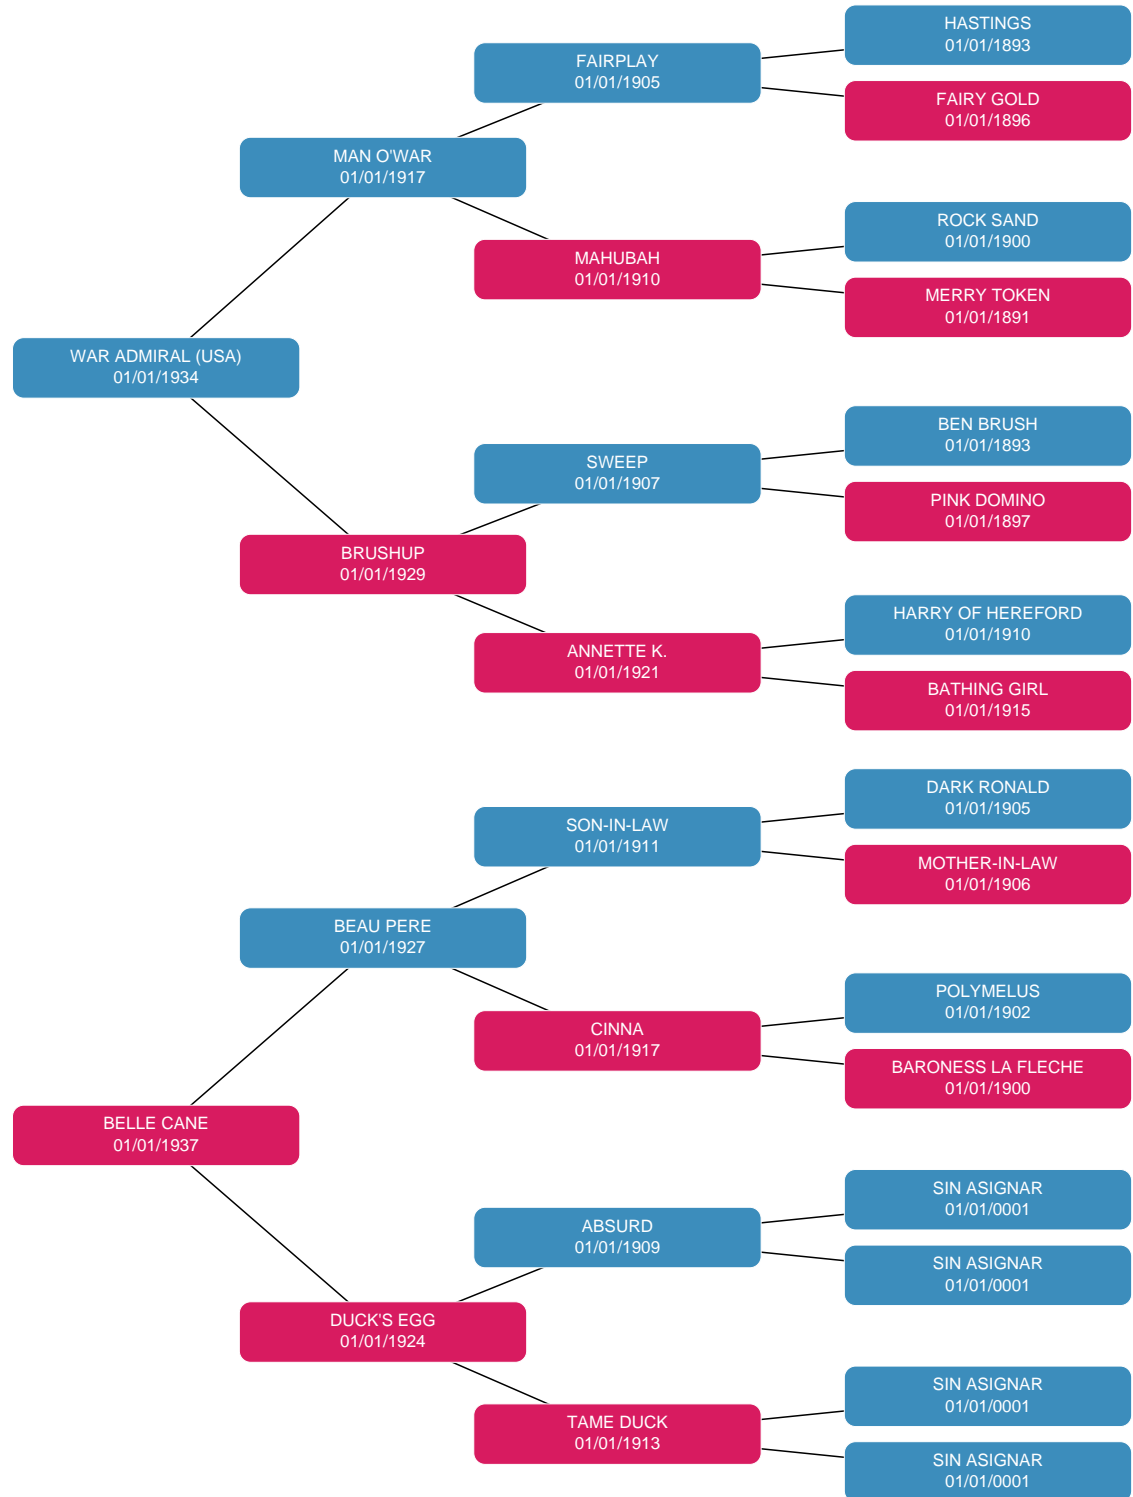 HASTINGS
01/01/1893
FAIRPLAY
01/01/1905
FAIRY GOLD
01/01/1896
MAN O'WAR
01/01/1917
ROCK SAND
01/01/1900
MAHUBAH
01/01/1910
MERRY TOKEN
01/01/1891
WAR ADMIRAL (USA)
01/01/1934
BEN BRUSH
01/01/1893
SWEEP
01/01/1907
PINK DOMINO
01/01/1897
BRUSHUP
01/01/1929
HARRY OF HEREFORD
01/01/1910
ANNETTE K.
01/01/1921
BATHING GIRL
01/01/1915
DARK RONALD
01/01/1905
SON-IN-LAW
01/01/1911
MOTHER-IN-LAW
01/01/1906
BEAU PERE
01/01/1927
POLYMELUS
01/01/1902
CINNA
01/01/1917
BARONESS LA FLECHE
01/01/1900
BELLE CANE
01/01/1937
SIN ASIGNAR
01/01/0001
ABSURD
01/01/1909
SIN ASIGNAR
01/01/0001
DUCK'S EGG
01/01/1924
SIN ASIGNAR
01/01/0001
TAME DUCK
01/01/1913
SIN ASIGNAR
01/01/0001